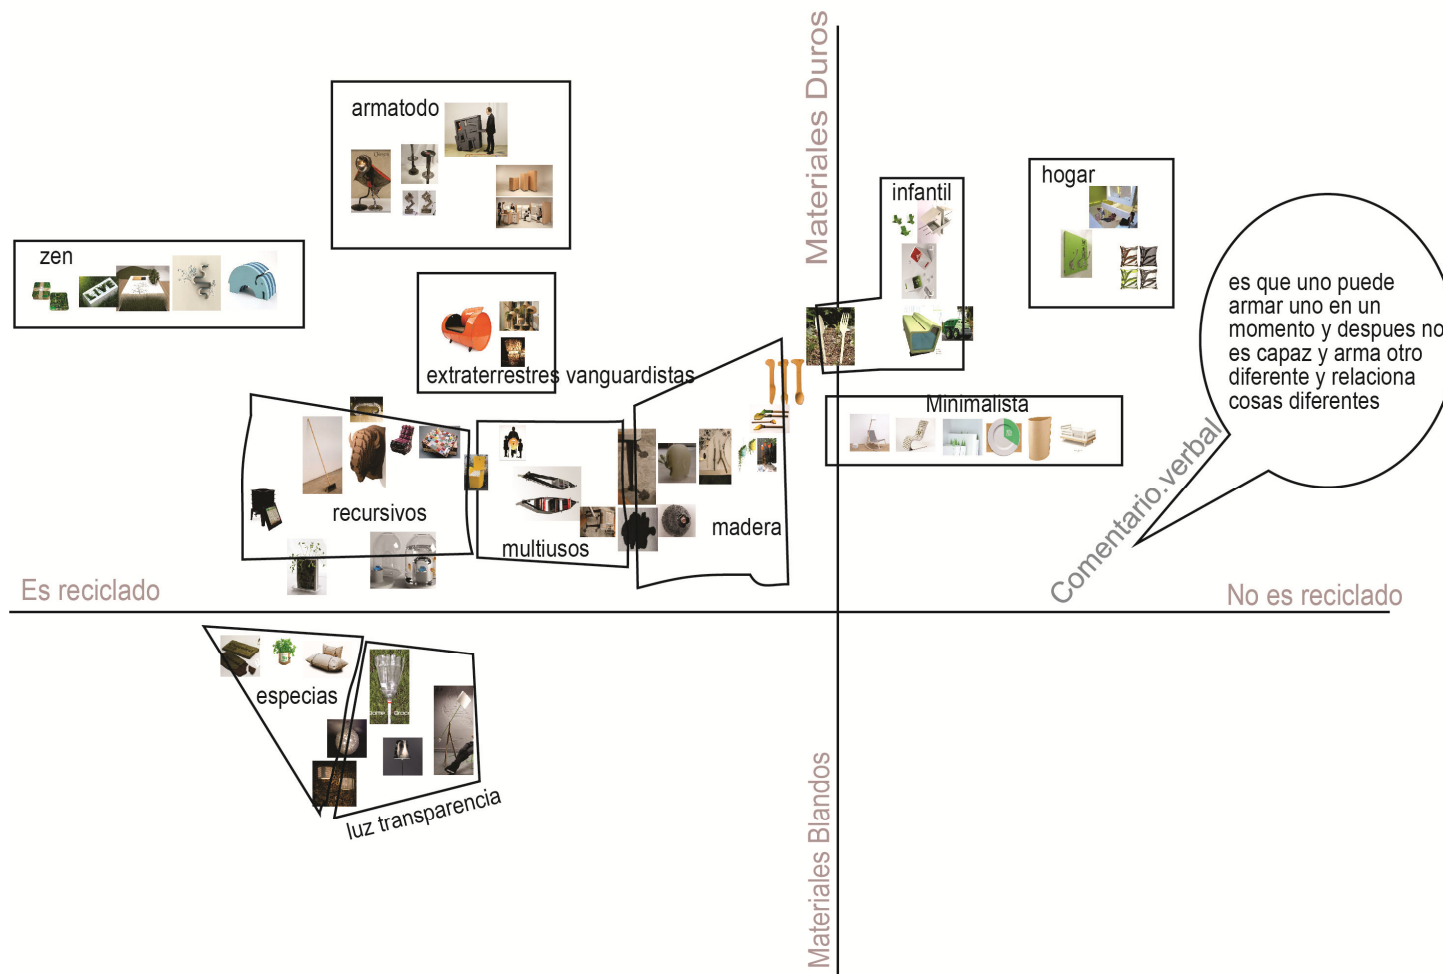 Materiales Duros
armatodo
hogar
infantil
zen
es que uno puede
armar uno en un
momento y despues no
es capaz y arma otro
diferente y relaciona
cosas diferentes
extraterrestres vanguardistas
Minimalista
Comentario.verbal
recursivos
madera
multiusos
Es reciclado
No es reciclado
especias
luz transparencia
Materiales Blandos